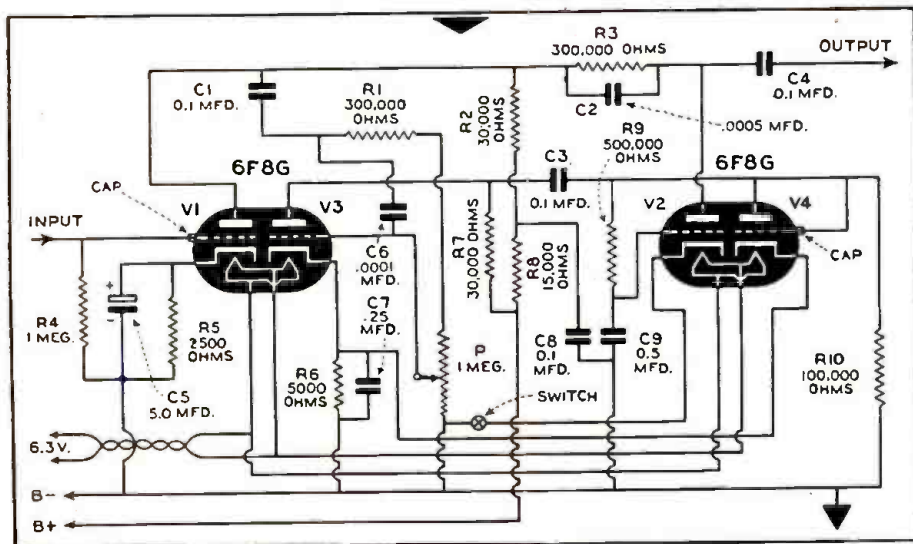 R3
300,000 OHMS
OUTPUT
C1
0.1 MFD.
R1
300,000
OHMS
R2
30,000
OHMS
C2
.0005 MFD.
C4
0.1 MFD.
R9
500,000
OHMS
6F8G
C3
0.1 MFD.
6F8G
CAP
V1
V3
V2
V4
CAP
INPUT
C6
.0001
MFD.
R7
30,000 OHMS
R8
15,000
OHMS
R4
1 MEG.
R5
2500
OHMS
C7
.25
MFD.
+
-
C5
5.0 MFD.
R6
5000
OHMS
P
1 MEG.
C8
0.1
MFD.
C9
0.5
MFD.
R10
100,000
OHMS
SWITCH
6.3 V.
B-
B+